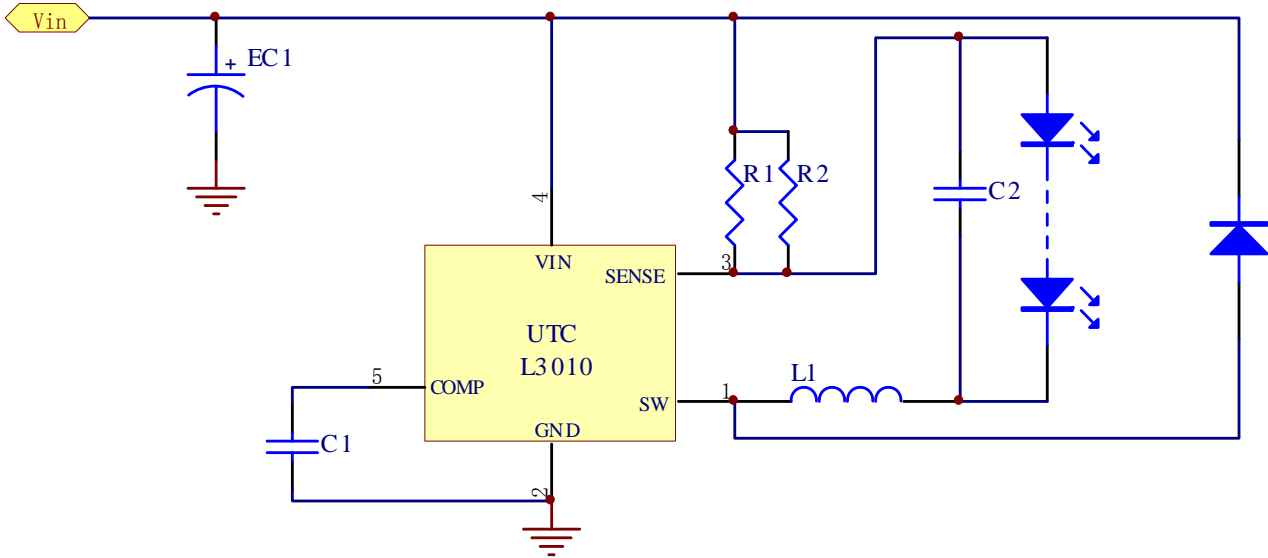 Vin
+ EC1
R1
R2
C2
4
VIN
3
SENSE
UTC
L3010
5
COMP
L1
1
SW
GND
C1
2